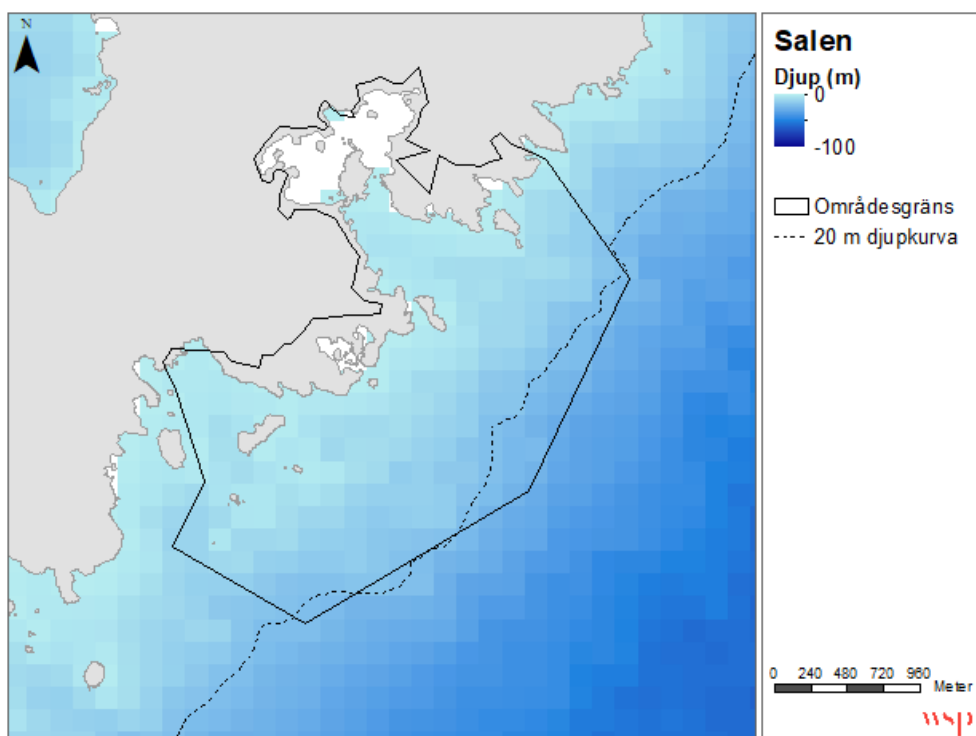 N
Salen
Djup (m)
0
-100
Områdesgräns
20 m djupkurva
0 240 480 720 960
Meter
wsp